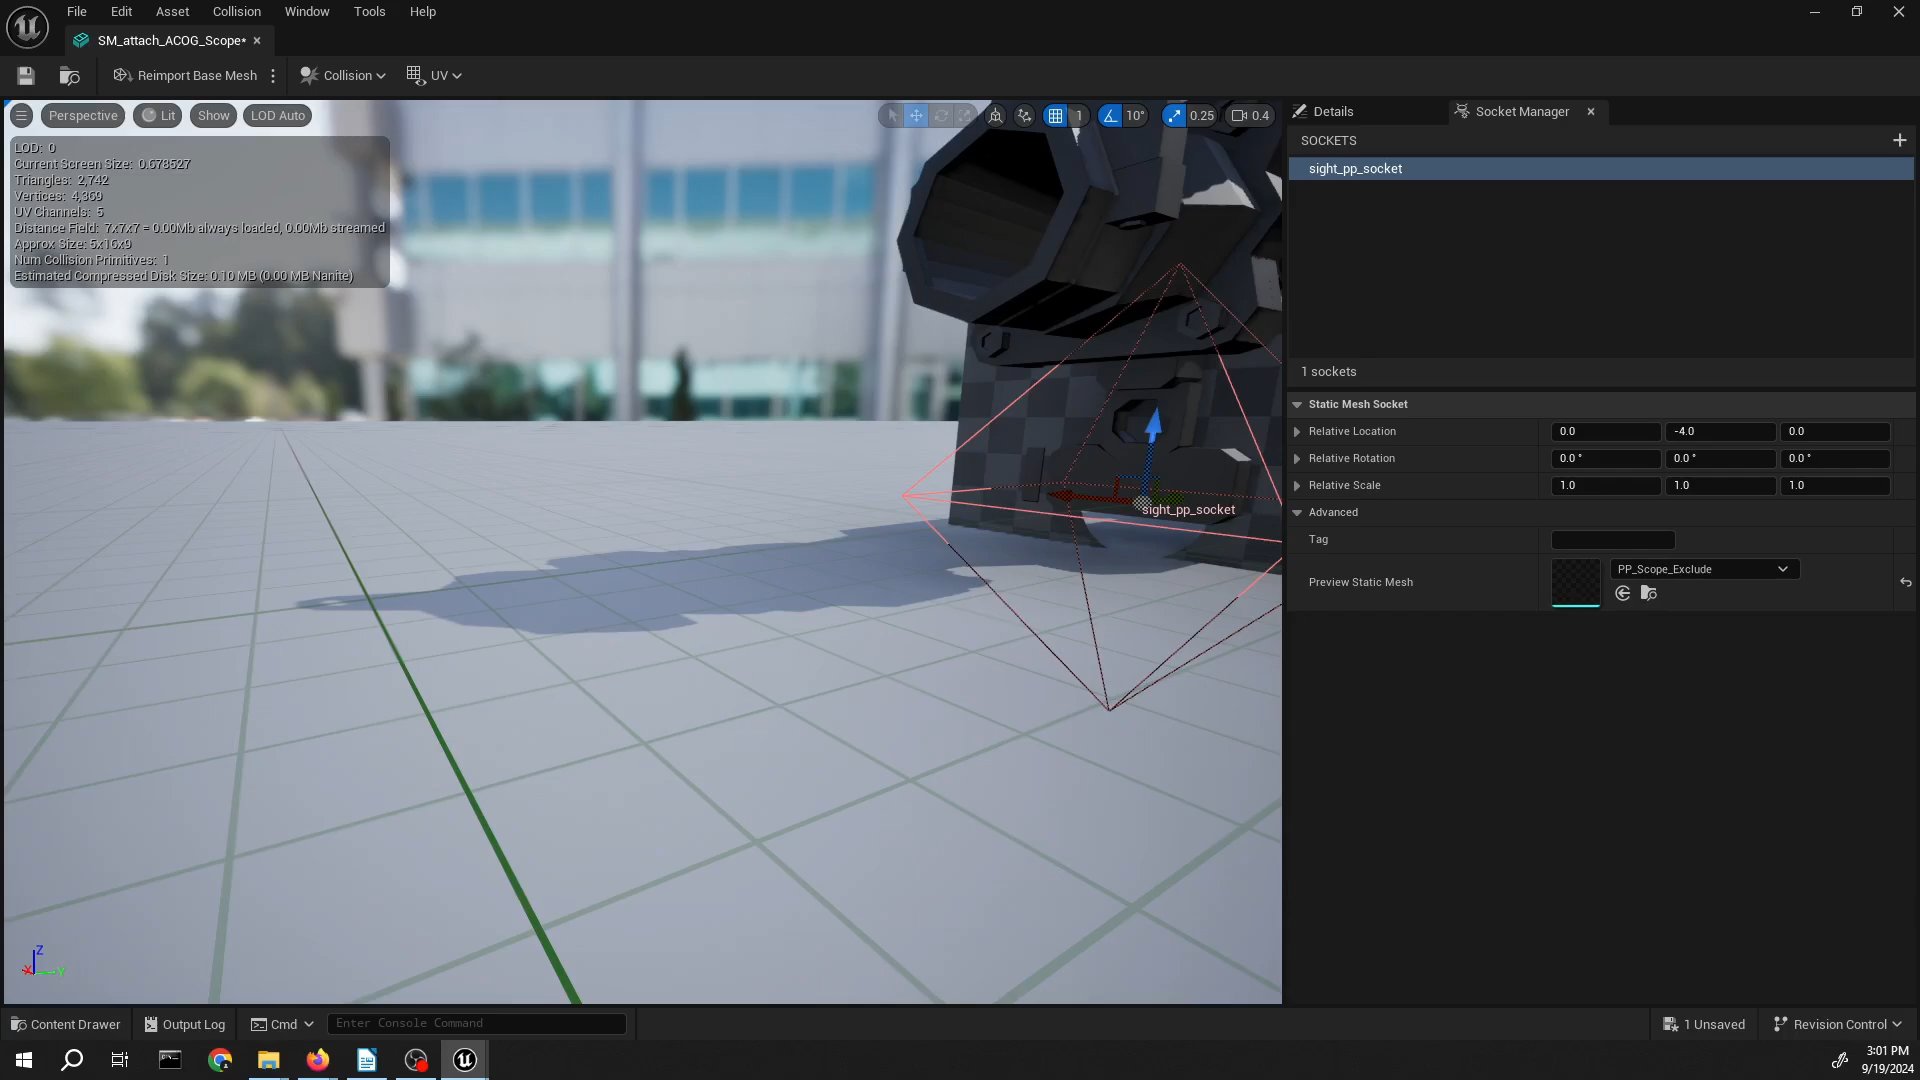 File Edit Asset Collision Window Tools Help
SM_attach_ACOG_Scope*
Reimport Base Mesh
Collision
UV
Perspective
Lit
Show
LOD Auto
1
10°
0.25
0.4
LOD: 0
Current Screen Size: 0.678527
Triangles: 2,742
Vertices: 4,369
UV Channels: 5
Distance Field: 7x7x7 = 0.00Mb always loaded, 0.00Mb streamed
Approx Size: 5x16x9
Num Collision Primitives: 1
Estimated Compressed Disk Size: 0.10 MB (0.00 MB Nanite)
sight_pp_socket
Z
X
Y
Details
Socket Manager
SOCKETS
sight_pp_socket
1 sockets
Static Mesh Socket
Relative Location 0.0 -4.0 0.0
Relative Rotation 0.0 ° 0.0 ° 0.0 °
Relative Scale 1.0 1.0 1.0
Advanced
Tag
Preview Static Mesh
PP_Scope_Exclude
Content Drawer
Output Log
Cmd
Enter Console Command
1 Unsaved
Revision Control
3:01 PM
9/19/2024